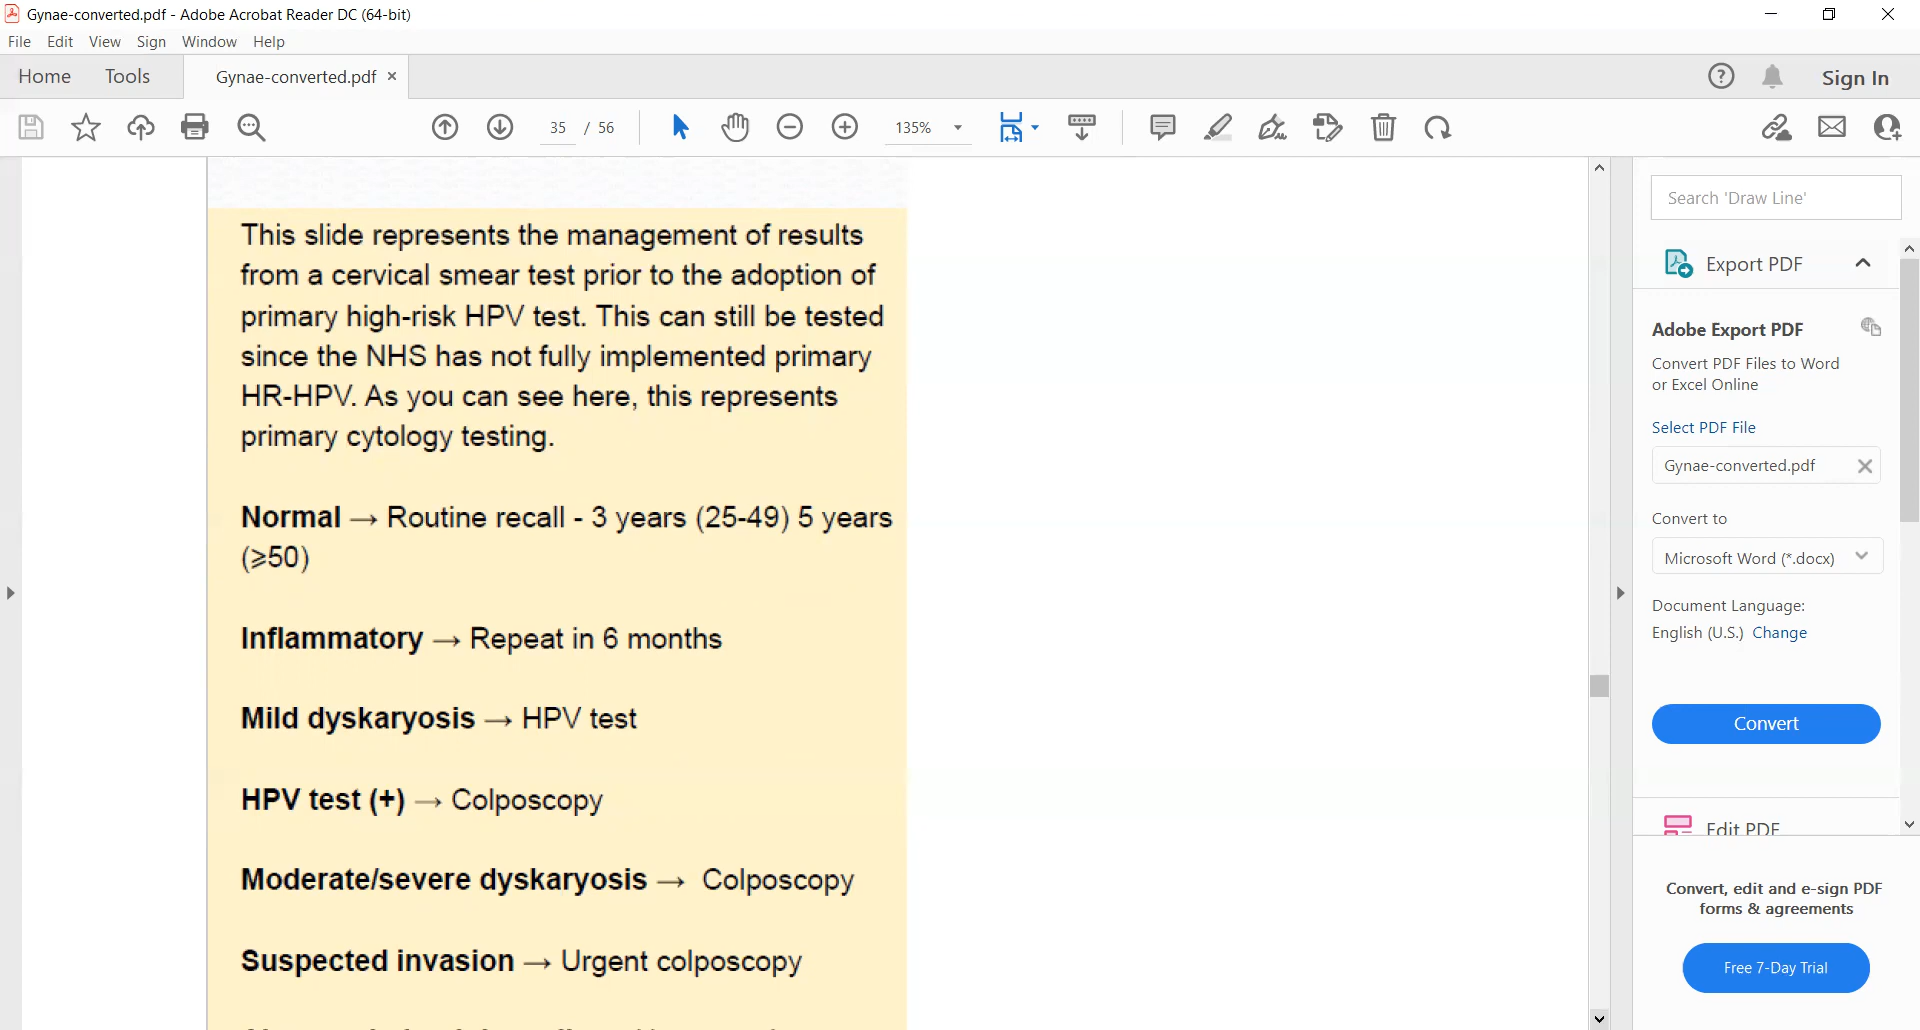 Gynae-converted.pdf - Adobe Acrobat Reader DC (64-bit)
File Edit View Sign Window Help
Home Tools Gynae-converted.pdf × Sign In
35 / 56 135%
This slide represents the management of results
from a cervical smear test prior to the adoption of
primary high-risk HPV test. This can still be tested
since the NHS has not fully implemented primary
HR-HPV. As you can see here, this represents
primary cytology testing.
Normal → Routine recall - 3 years (25-49) 5 years
(⩾50)
Inflammatory → Repeat in 6 months
Mild dyskaryosis → HPV test
HPV test (+) → Colposcopy
Moderate/severe dyskaryosis → Colposcopy
Suspected invasion → Urgent colposcopy
Search 'Draw Line'
Export PDF
Adobe Export PDF
Convert PDF Files to Word
or Excel Online
Select PDF File
Gynae-converted.pdf
Convert to
Microsoft Word (*.docx)
Document Language:
English (U.S.) Change
Convert
Edit PDF
Convert, edit and e-sign PDF
forms & agreements
Free 7-Day Trial